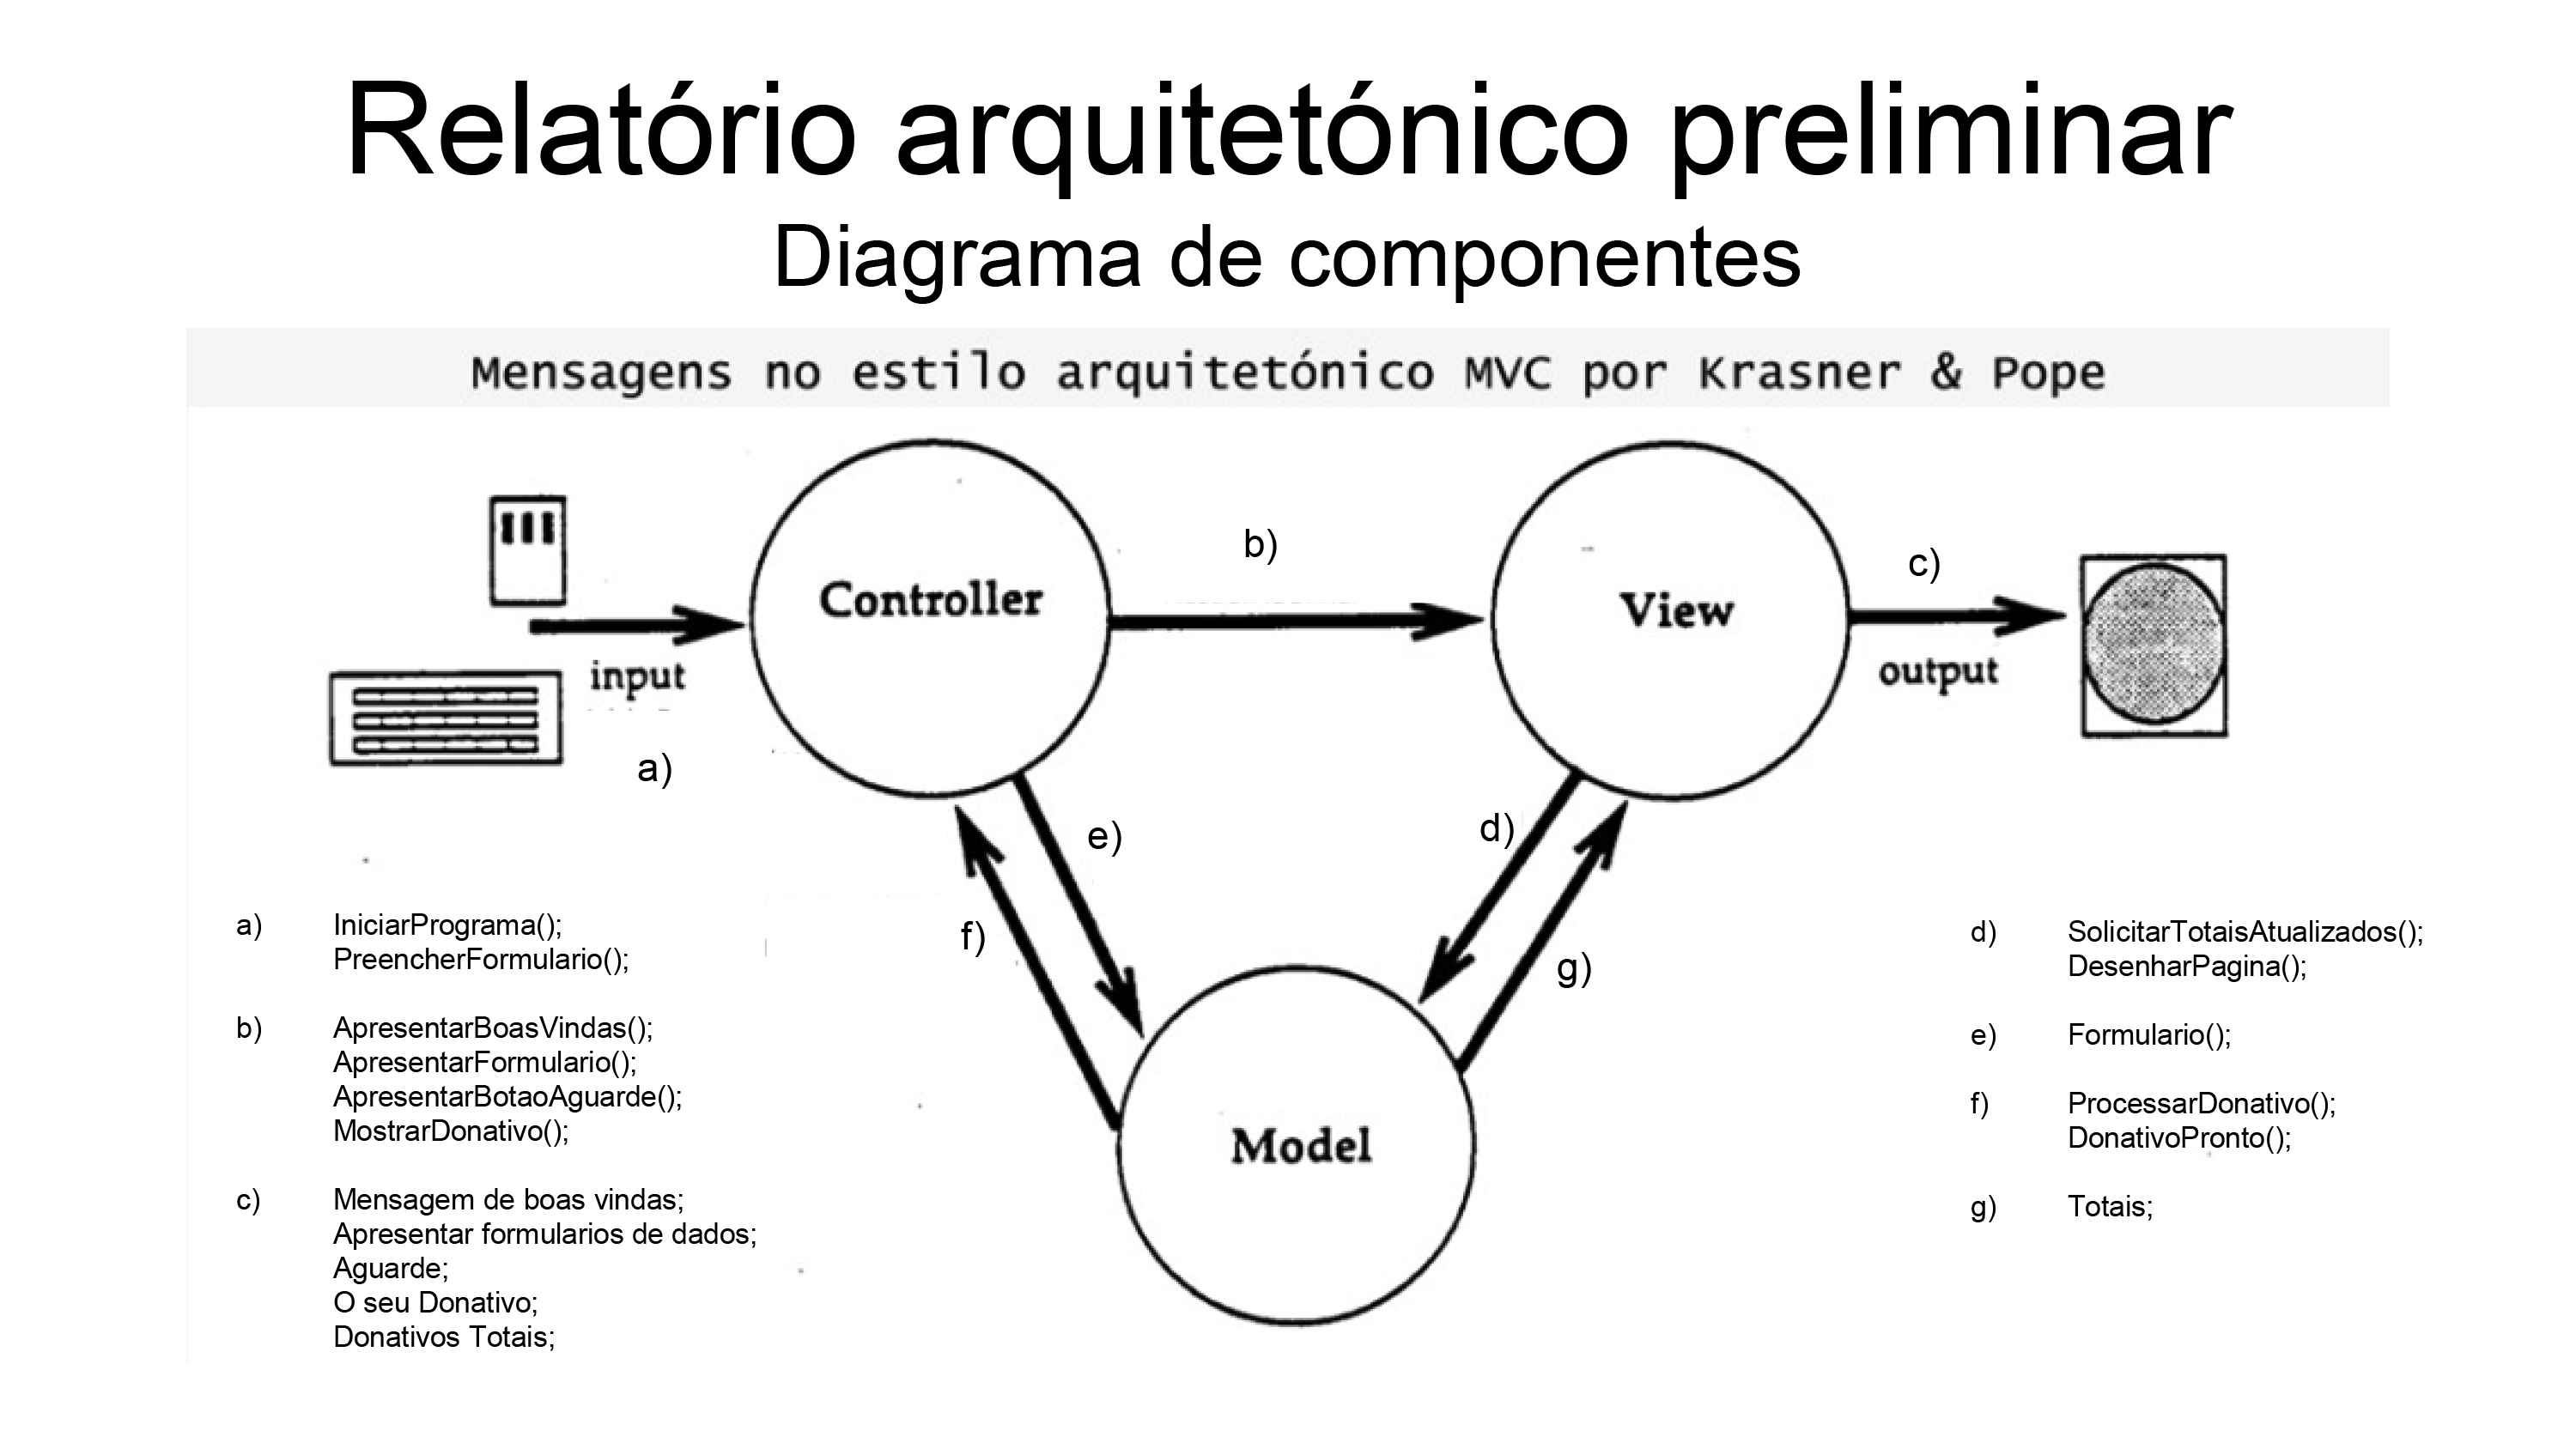 Relatório arquitetónico preliminar
Diagrama de componentes
Mensagens no estilo arquitetónico MVC por Krasner & Pope
Controller
View
Model
input
output
a)
b)
c)
e)
d)
f)
g)
a) IniciarPrograma();
PreencherFormulario();
b) ApresentarBoasVindas();
ApresentarFormulario();
ApresentarBotaoAguarde();
MostrarDonativo();
c) Mensagem de boas vindas;
Apresentar formularios de dados;
Aguarde;
O seu Donativo;
Donativos Totais;
d) SolicitarTotaisAtualizados();
DesenharPagina();
e) Formulario();
f) ProcessarDonativo();
DonativoPronto();
g) Totais;